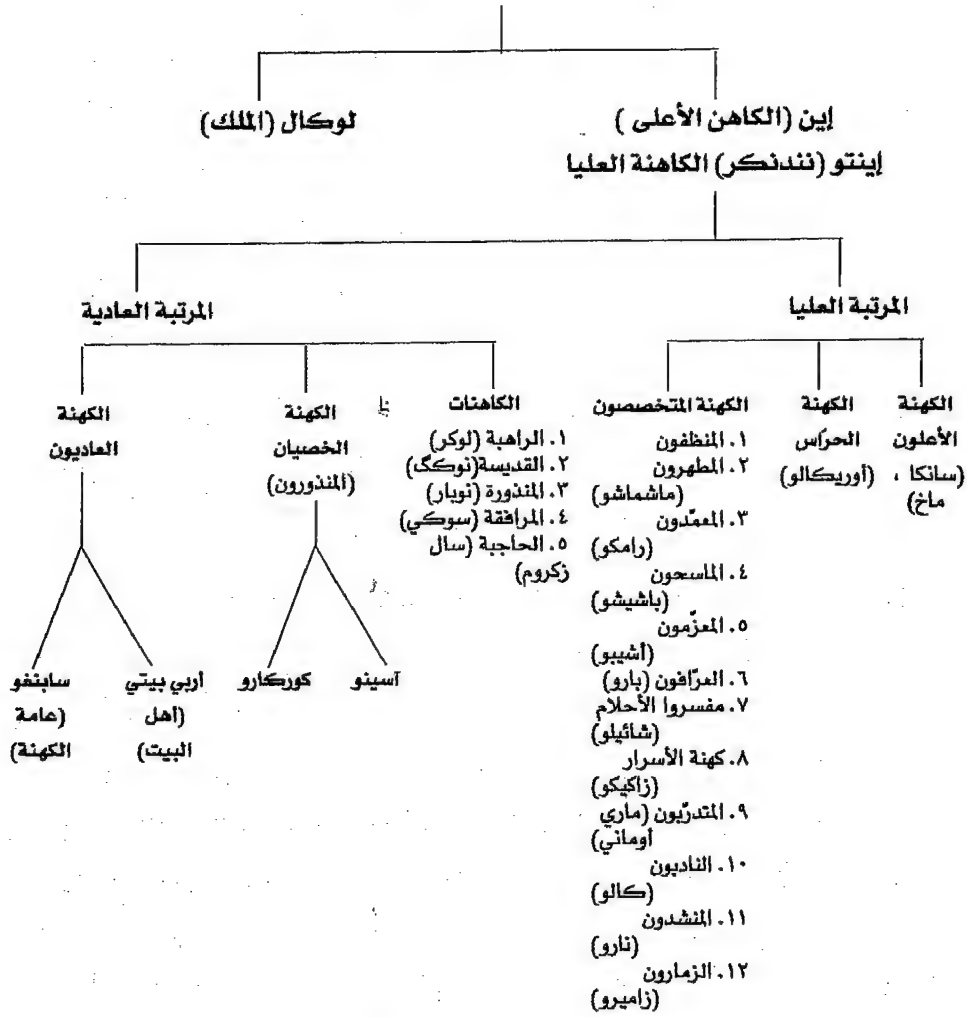 إين (الكاهن الأعلى )
إينتو (نندنكر) الكاهنة العليا
لوكال (الملك)
المرتبة العليا
المرتبة العادية
الكهنة
الأعلون
(سانكا ،
ماخ)
الكهنة
الحرّاس
(أوريكالو)
الكهنة المتخصصون
١. المنظفون
٢. المطهرون
(ماشماشو)
٣. المعمّدون
(رامكو)
٤. الماسحون
(باشيشو)
٥. المعزّمون
(أشيبو)
٦. العرّافون (بارو)
٧. مفسروا الأحلام
(شائيلو)
٨. كهنة الأسرار
(زاكيكو)
٩. المتدرّبون (ماري
أوماني)
١٠. النادبون
(كالو)
١١. المنشدون
(نارو)
١٢. الزمارون
(زاميرو)
الكاهنات
١. الراهبة (لوكر)
٢. القديسة(نوكگ)
٣. المنذورة (نوبار)
٤. المرافقة (سوكي)
٥. الحاجبة (سال
زكروم)
الكهنة
الخصيان
(المنذورون)
آسينو
كوركارو
الكهنة
العاديون
أربي بيتي
(أهل
البيت)
سابنغو
(عامة
الكهنة)